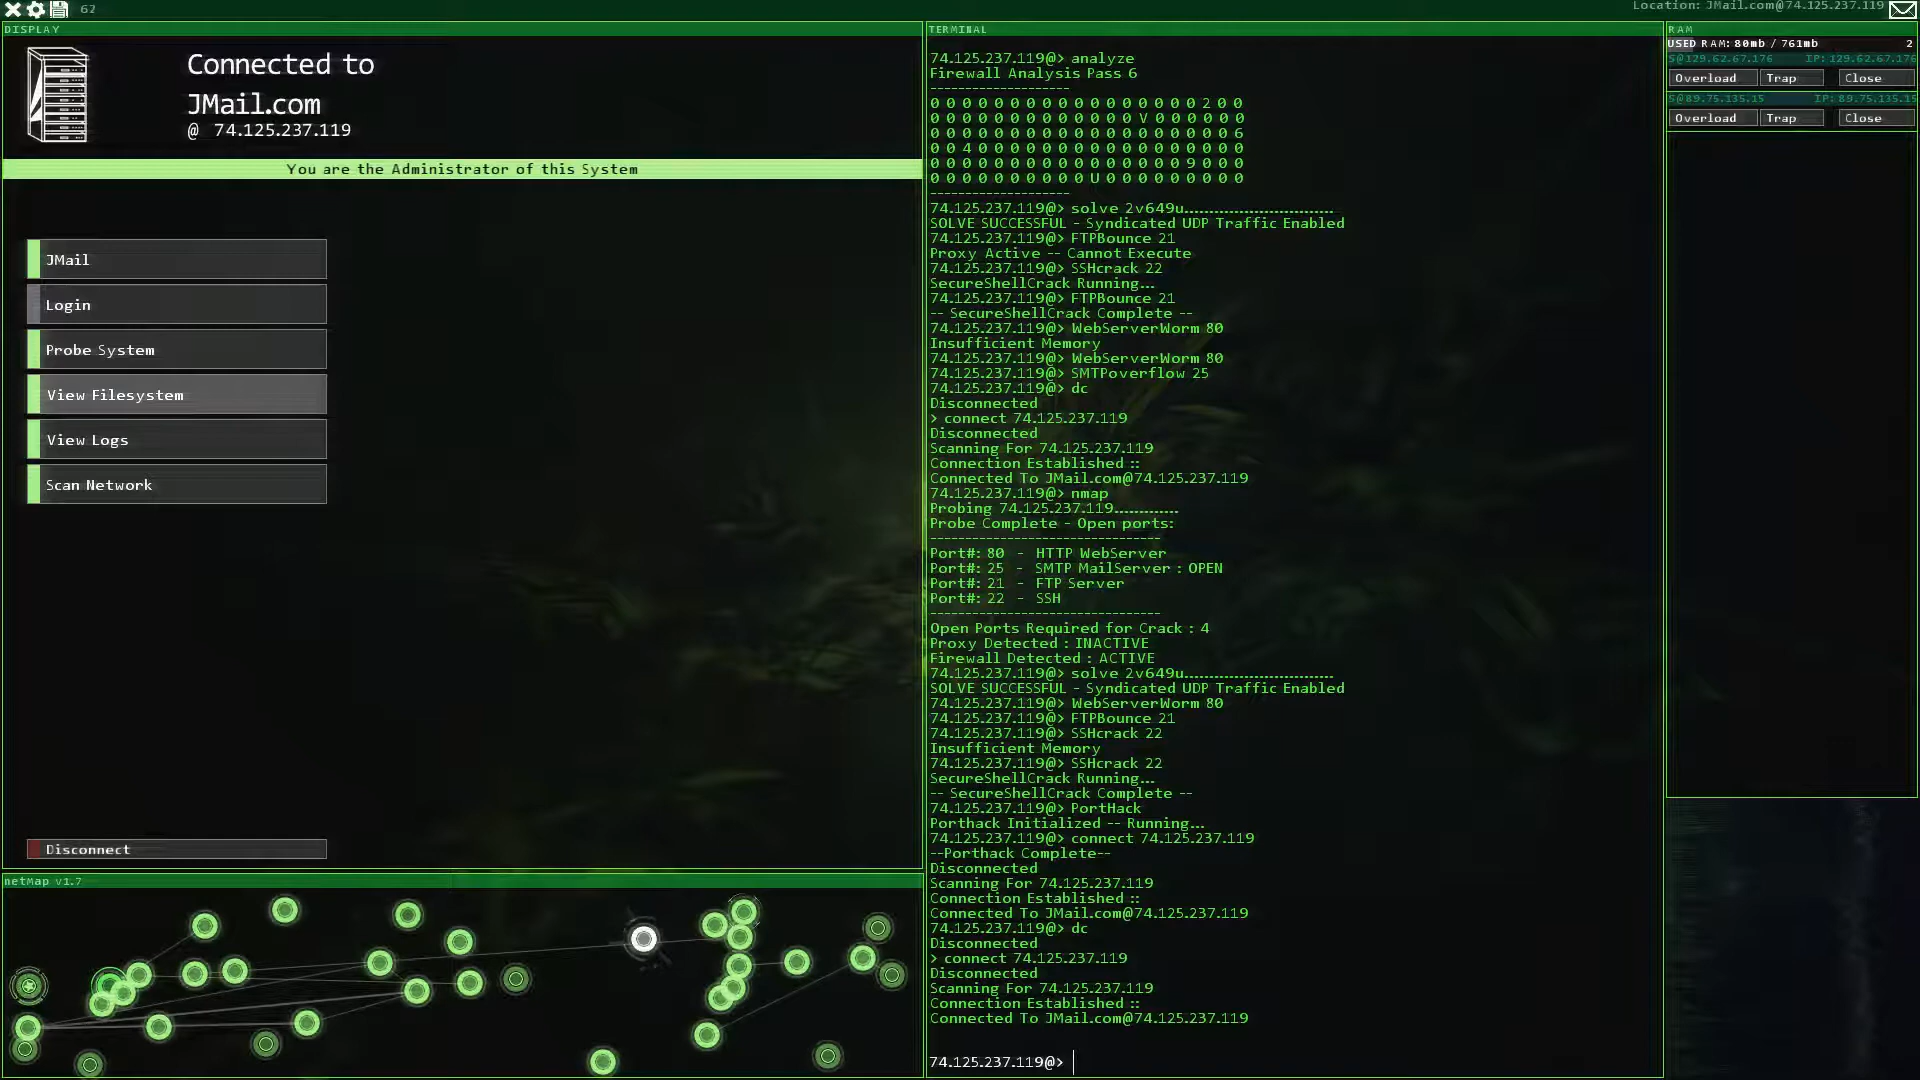 62
Location: JMail.com@74.125.237.119
DISPLAY
Connected to
JMail.com
@ 74.125.237.119
You are the Administrator of this System
JMail
Login
Probe System
View Filesystem
View Logs
Scan Network
Disconnect
netMap v1.7
TERMINAL
74.125.237.119@> analyze
Firewall Analysis Pass 6
--------------------
0 0 0 0 0 0 0 0 0 0 0 0 0 0 0 0 0 2 0 0
0 0 0 0 0 0 0 0 0 0 0 0 0 V 0 0 0 0 0 0
0 0 0 0 0 0 0 0 0 0 0 0 0 0 0 0 0 0 0 6
0 0 4 0 0 0 0 0 0 0 0 0 0 0 0 0 0 0 0 0
0 0 0 0 0 0 0 0 0 0 0 0 0 0 0 0 9 0 0 0
0 0 0 0 0 0 0 0 0 0 U 0 0 0 0 0 0 0 0 0
--------------------
74.125.237.119@> solve 2v649u..............................
SOLVE SUCCESSFUL - Syndicated UDP Traffic Enabled
74.125.237.119@> FTPBounce 21
Proxy Active -- Cannot Execute
74.125.237.119@> SSHcrack 22
SecureShellCrack Running...
74.125.237.119@> FTPBounce 21
-- SecureShellCrack Complete --
74.125.237.119@> WebServerWorm 80
Insufficient Memory
74.125.237.119@> WebServerWorm 80
74.125.237.119@> SMTPoverflow 25
74.125.237.119@> dc
Disconnected
> connect 74.125.237.119
Disconnected
Scanning For 74.125.237.119
Connection Established ::
Connected To JMail.com@74.125.237.119
74.125.237.119@> nmap
Probing 74.125.237.119.............
Probe Complete - Open ports:
---------------------------------
Port#: 80 - HTTP WebServer
Port#: 25 - SMTP MailServer : OPEN
Port#: 21 - FTP Server
Port#: 22 - SSH
---------------------------------
Open Ports Required for Crack : 4
Proxy Detected : INACTIVE
Firewall Detected : ACTIVE
74.125.237.119@> solve 2v649u..............................
SOLVE SUCCESSFUL - Syndicated UDP Traffic Enabled
74.125.237.119@> WebServerWorm 80
74.125.237.119@> FTPBounce 21
74.125.237.119@> SSHcrack 22
Insufficient Memory
74.125.237.119@> SSHcrack 22
SecureShellCrack Running...
-- SecureShellCrack Complete --
74.125.237.119@> PortHack
Porthack Initialized -- Running...
74.125.237.119@> connect 74.125.237.119
--Porthack Complete--
Disconnected
Scanning For 74.125.237.119
Connection Established ::
Connected To JMail.com@74.125.237.119
74.125.237.119@> dc
Disconnected
> connect 74.125.237.119
Disconnected
Scanning For 74.125.237.119
Connection Established ::
Connected To JMail.com@74.125.237.119
74.125.237.119@>
RAM
USED RAM: 80mb / 761mb 2
S@129.62.67.176 IP: 129.62.67.176
Overload Trap Close
S@89.75.135.15 IP: 89.75.135.15
Overload Trap Close